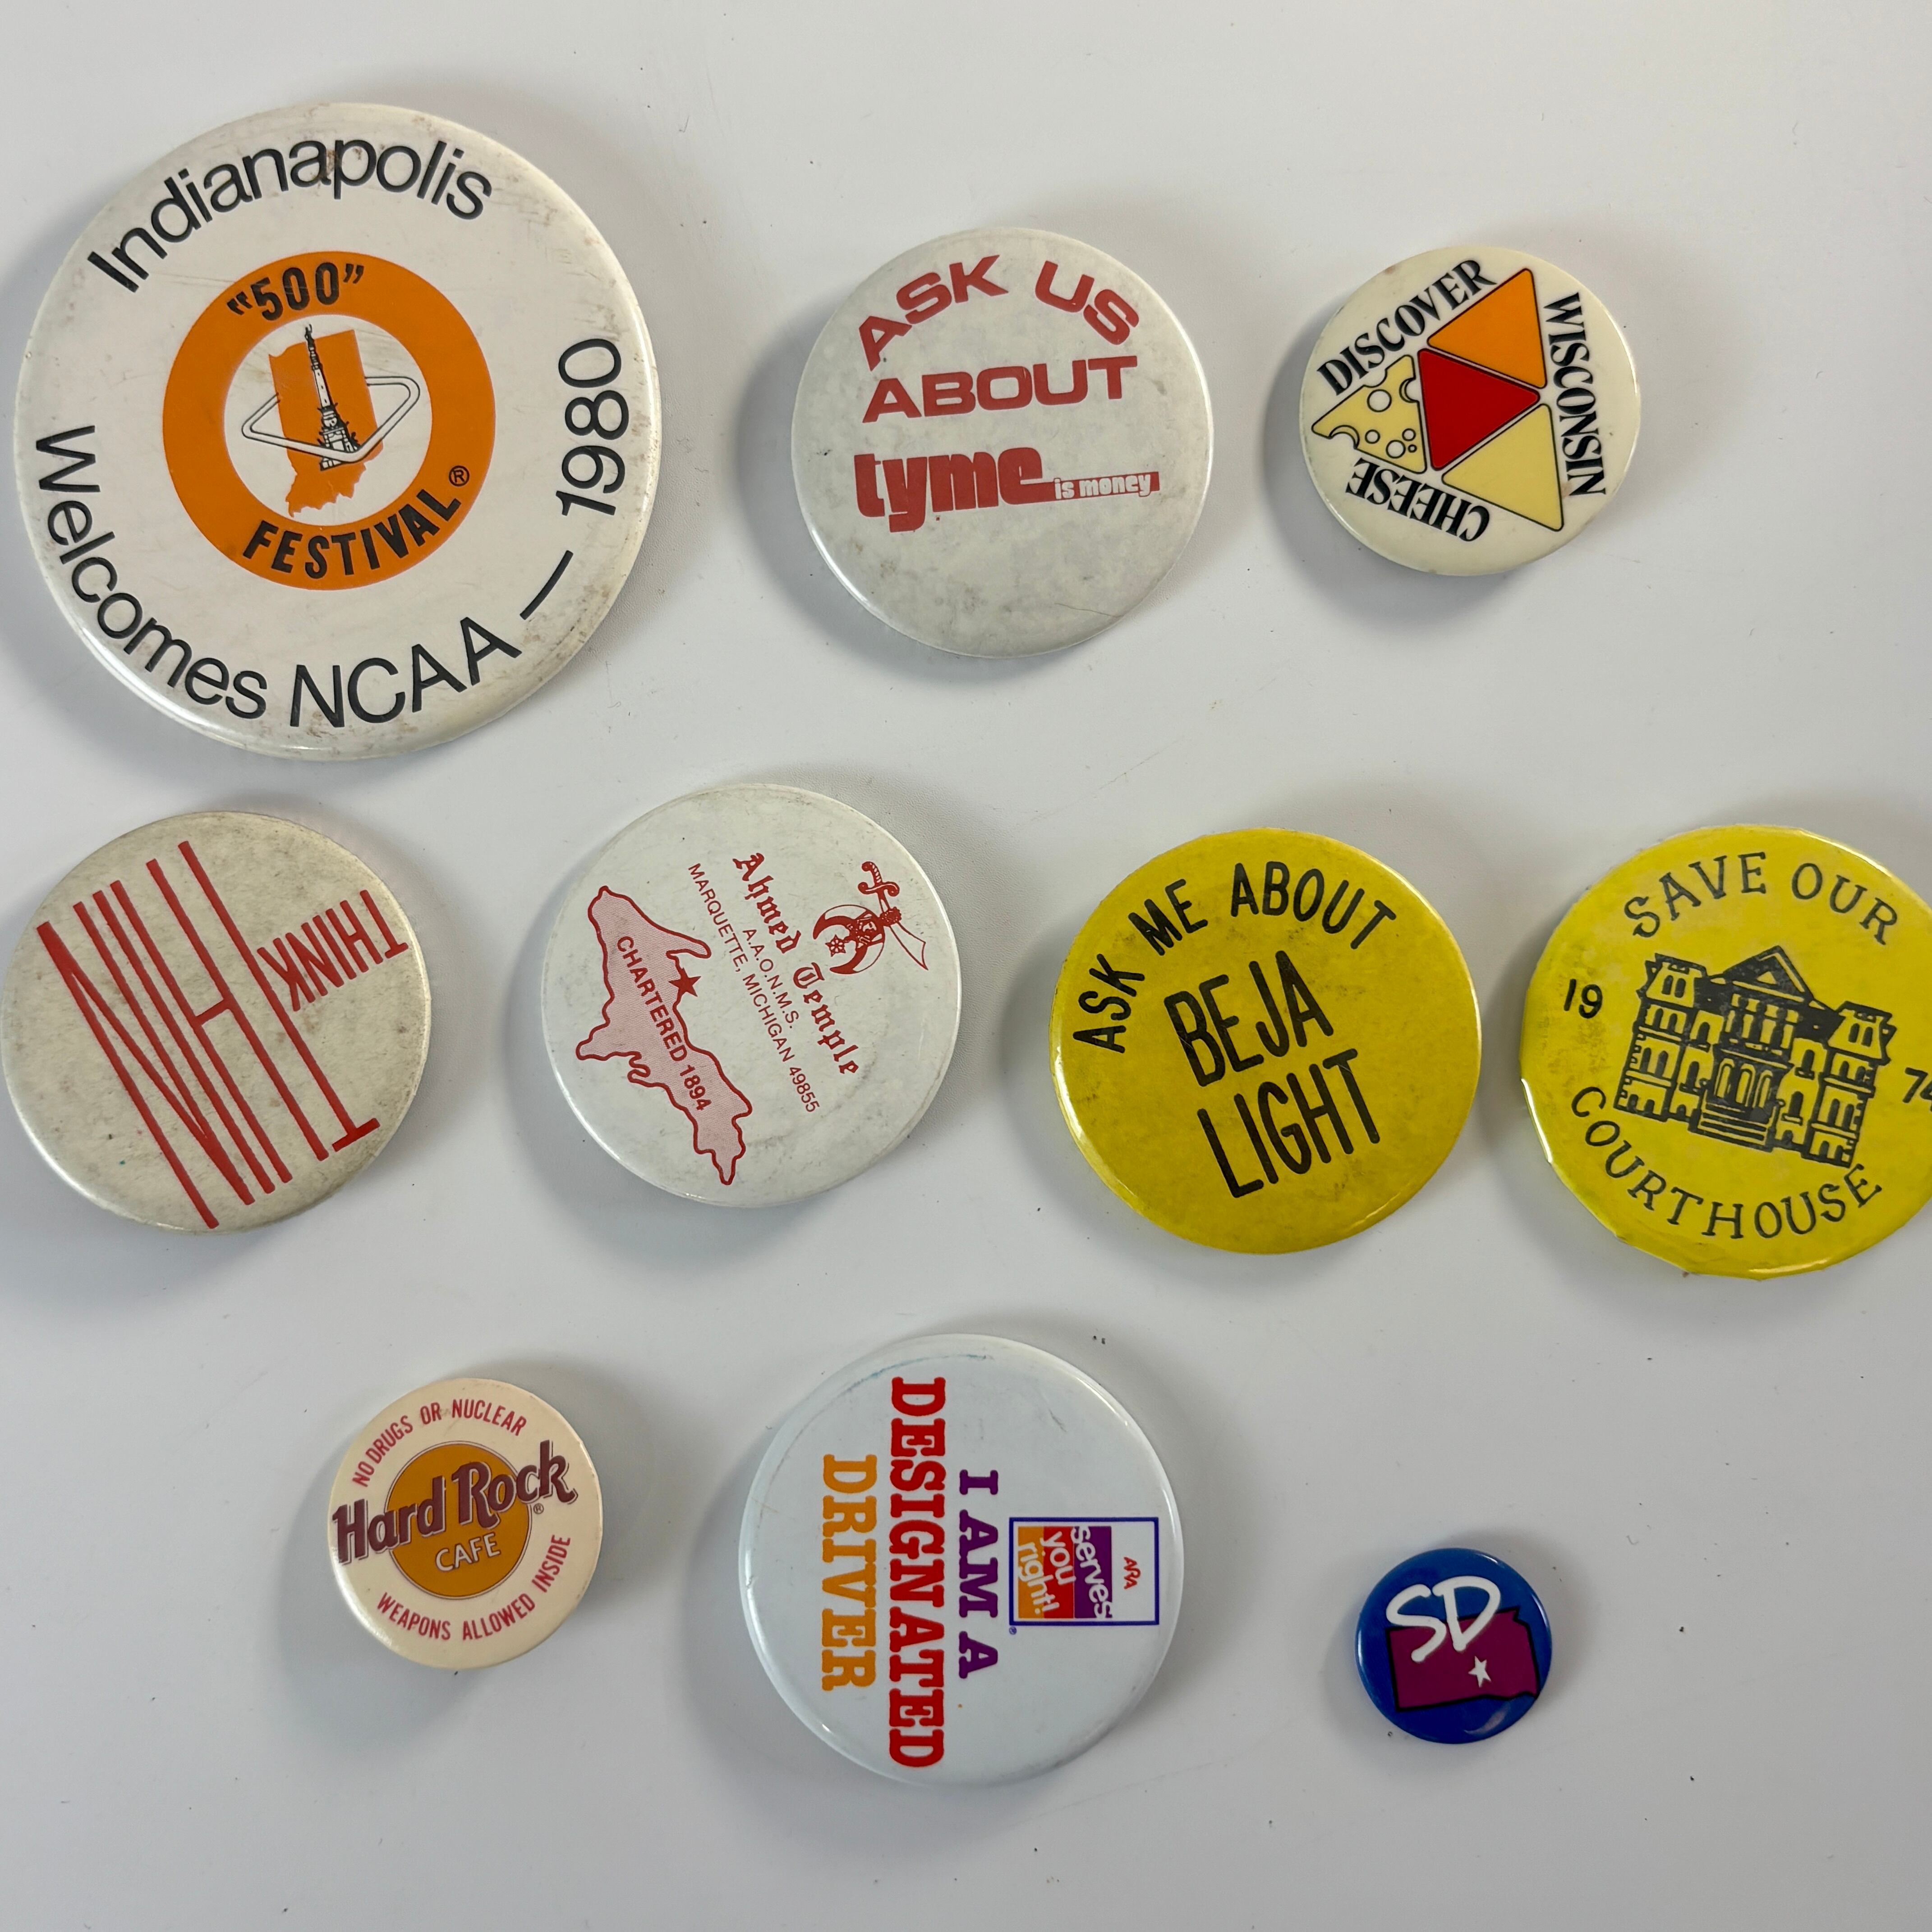 Indianapolis
"500"
FESTIVAL®
Welcomes NCAA — 1980
ASK US
ABOUT
tyme
is money
DISCOVER
WISCONSIN
CHEESE
THINK
THIN
Ahmed Temple
A.A.O.N.M.S.
MARQUETTE, MICHIGAN 49855
CHARTERED 1894
ASK ME ABOUT
BEJA
LIGHT
SAVE OUR
19 74
COURTHOUSE
NO DRUGS OR NUCLEAR
Hard Rock®
CAFE
WEAPONS ALLOWED INSIDE
ARA
serves
you
right!®
I AM A
DESIGNATED
DRIVER
SD